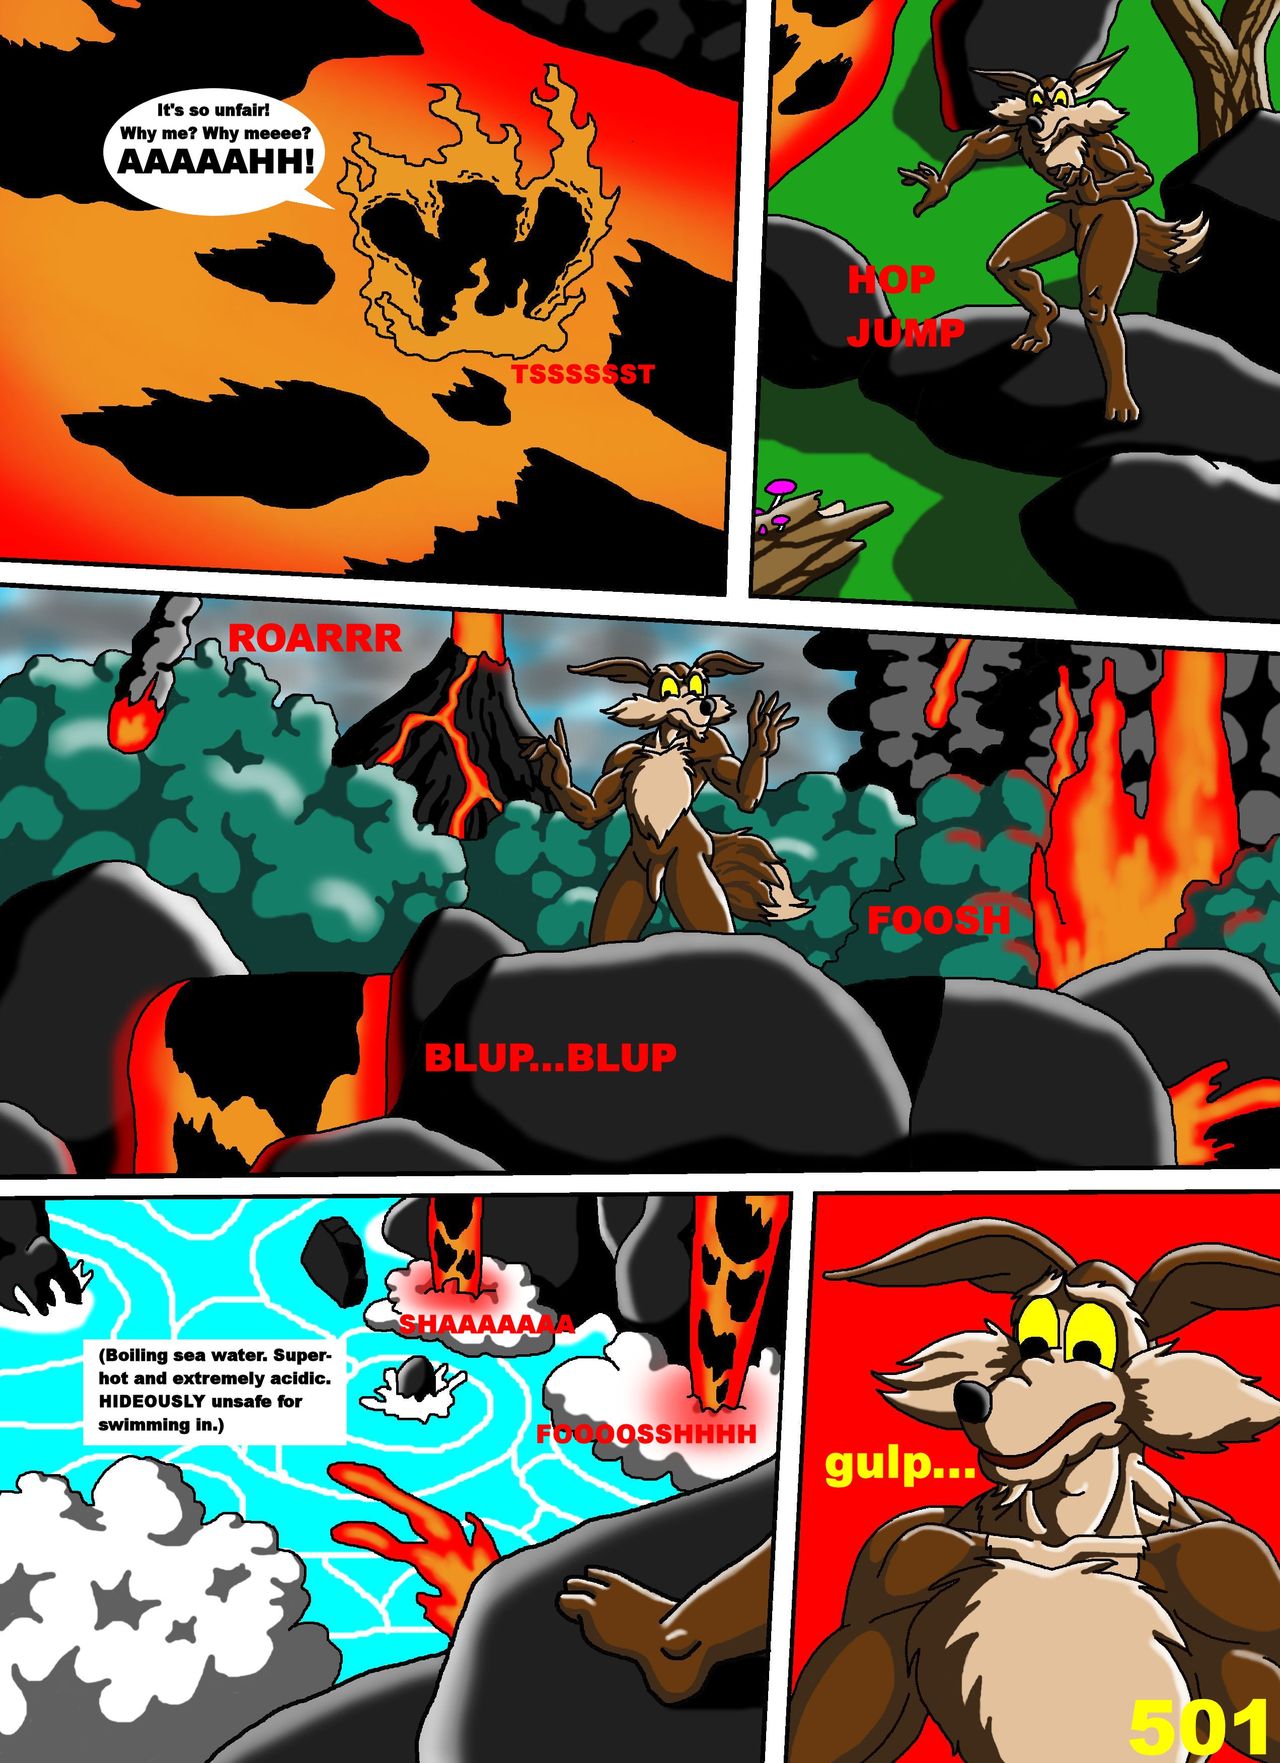 It's so unfair!
Why me? Why meeee?
AAAAAHH!
TSSSSSST
HOP
JUMP
ROARRR
FOOSH
BLUP...BLUP
SHAAAAAAA
(Boiling sea water. Super-
hot and extremely acidic.
HIDEOUSLY unsafe for
swimming in.)
FOOOOSSHHHH
gulp...
501